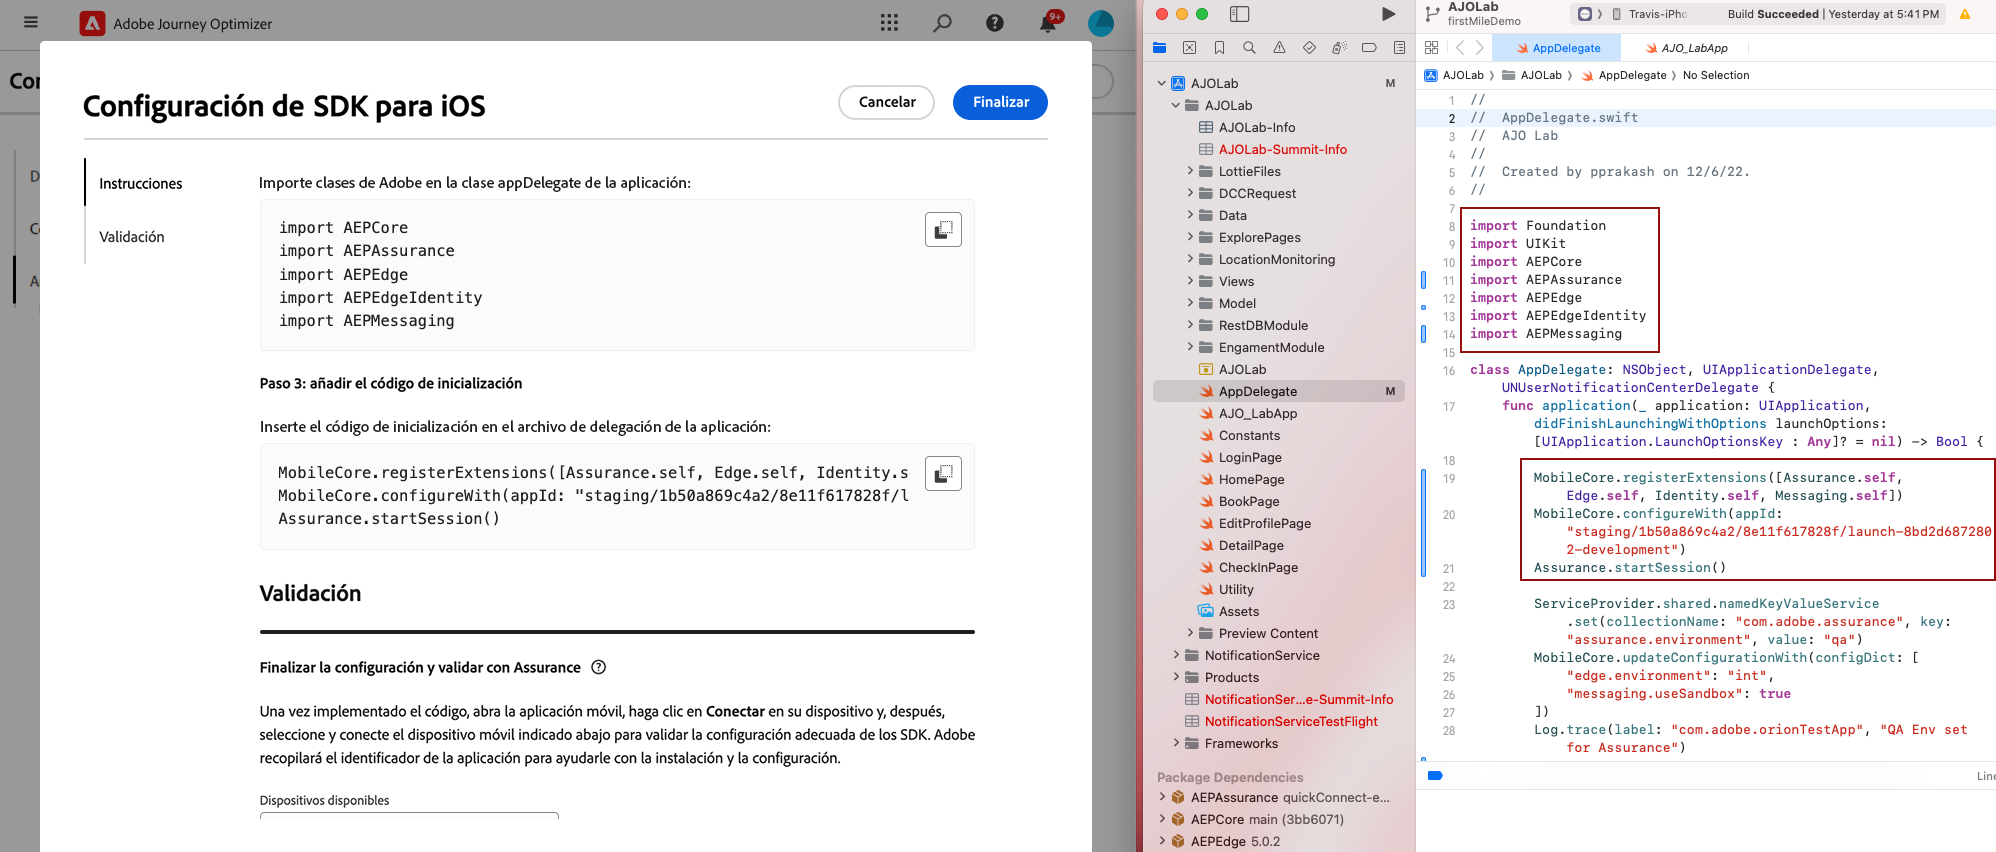 Adobe Journey Optimizer
9+
Configuración de SDK para iOS
Cancelar
Finalizar
Instrucciones
Validación
Importe clases de Adobe en la clase appDelegate de la aplicación:
import AEPCore
import AEPAssurance
import AEPEdge
import AEPEdgeIdentity
import AEPMessaging
Paso 3: añadir el código de inicialización
Inserte el código de inicialización en el archivo de delegación de la aplicación:
MobileCore.registerExtensions([Assurance.self, Edge.self, Identity.s
MobileCore.configureWith(appId: "staging/1b50a869c4a2/8e11f617828f/l
Assurance.startSession()
Validación
Finalizar la configuración y validar con Assurance
Una vez implementado el código, abra la aplicación móvil, haga clic en Conectar en su dispositivo y, después,
seleccione y conecte el dispositivo móvil indicado abajo para validar la configuración adecuada de los SDK. Adobe
recopilará el identificador de la aplicación para ayudarle con la instalación y la configuración.
Dispositivos disponibles
AJOLab M
AJOLab
AJOLab-Info
AJOLab-Summit-Info
LottieFiles
DCCRequest
Data
ExplorePages
LocationMonitoring
Views
Model
RestDBModule
EngamentModule
AJOLab
AppDelegate M
AJO_LabApp
Constants
LoginPage
HomePage
BookPage
EditProfilePage
DetailPage
CheckInPage
Utility
Assets
Preview Content
NotificationService
Products
NotificationSer...e-Summit-Info
NotificationServiceTestFlight
Frameworks
Package Dependencies
AEPAssurance quickConnect-e...
AEPCore main (3bb6071)
AEPEdge 5.0.2
AJOLab
firstMileDemo
Travis-iPho
Build Succeeded | Yesterday at 5:41 PM
AppDelegate
AJO_LabApp
AJOLab
AJOLab
AppDelegate
No Selection
1 //
2 // AppDelegate.swift
3 // AJO Lab
4 //
5 // Created by pprakash on 12/6/22.
6 //
7
8 import Foundation
9 import UIKit
10 import AEPCore
11 import AEPAssurance
12 import AEPEdge
13 import AEPEdgeIdentity
14 import AEPMessaging
15
16 class AppDelegate: NSObject, UIApplicationDelegate,
UNUserNotificationCenterDelegate {
17 func application(_ application: UIApplication,
didFinishLaunchingWithOptions launchOptions:
[UIApplication.LaunchOptionsKey : Any]? = nil) -> Bool {
18
19 MobileCore.registerExtensions([Assurance.self,
Edge.self, Identity.self, Messaging.self])
20 MobileCore.configureWith(appId:
"staging/1b50a869c4a2/8e11f617828f/launch-8bd2d687280
2-development")
21 Assurance.startSession()
22
23 ServiceProvider.shared.namedKeyValueService
.set(collectionName: "com.adobe.assurance", key:
"assurance.environment", value: "qa")
24 MobileCore.updateConfigurationWith(configDict: [
25 "edge.environment": "int",
26 "messaging.useSandbox": true
27 ])
28 Log.trace(label: "com.adobe.orionTestApp", "QA Env set
for Assurance")
Line